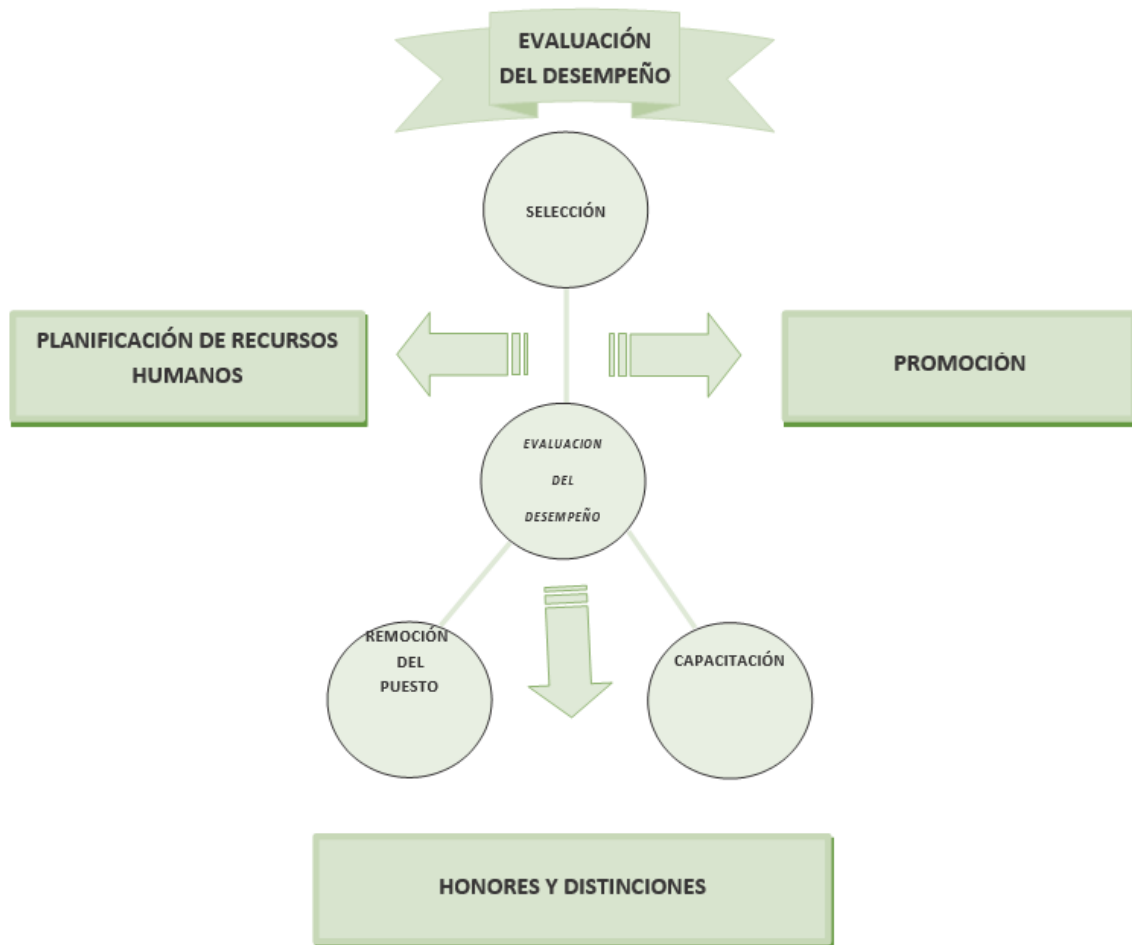 EVALUACIÓN
DEL DESEMPEÑO
SELECCIÓN
PLANIFICACIÓN DE RECURSOS
HUMANOS
PROMOCIÓN
EVALUACION
DEL
DESEMPEÑO
REMOCIÓN
DEL
PUESTO
CAPACITACIÓN
HONORES Y DISTINCIONES